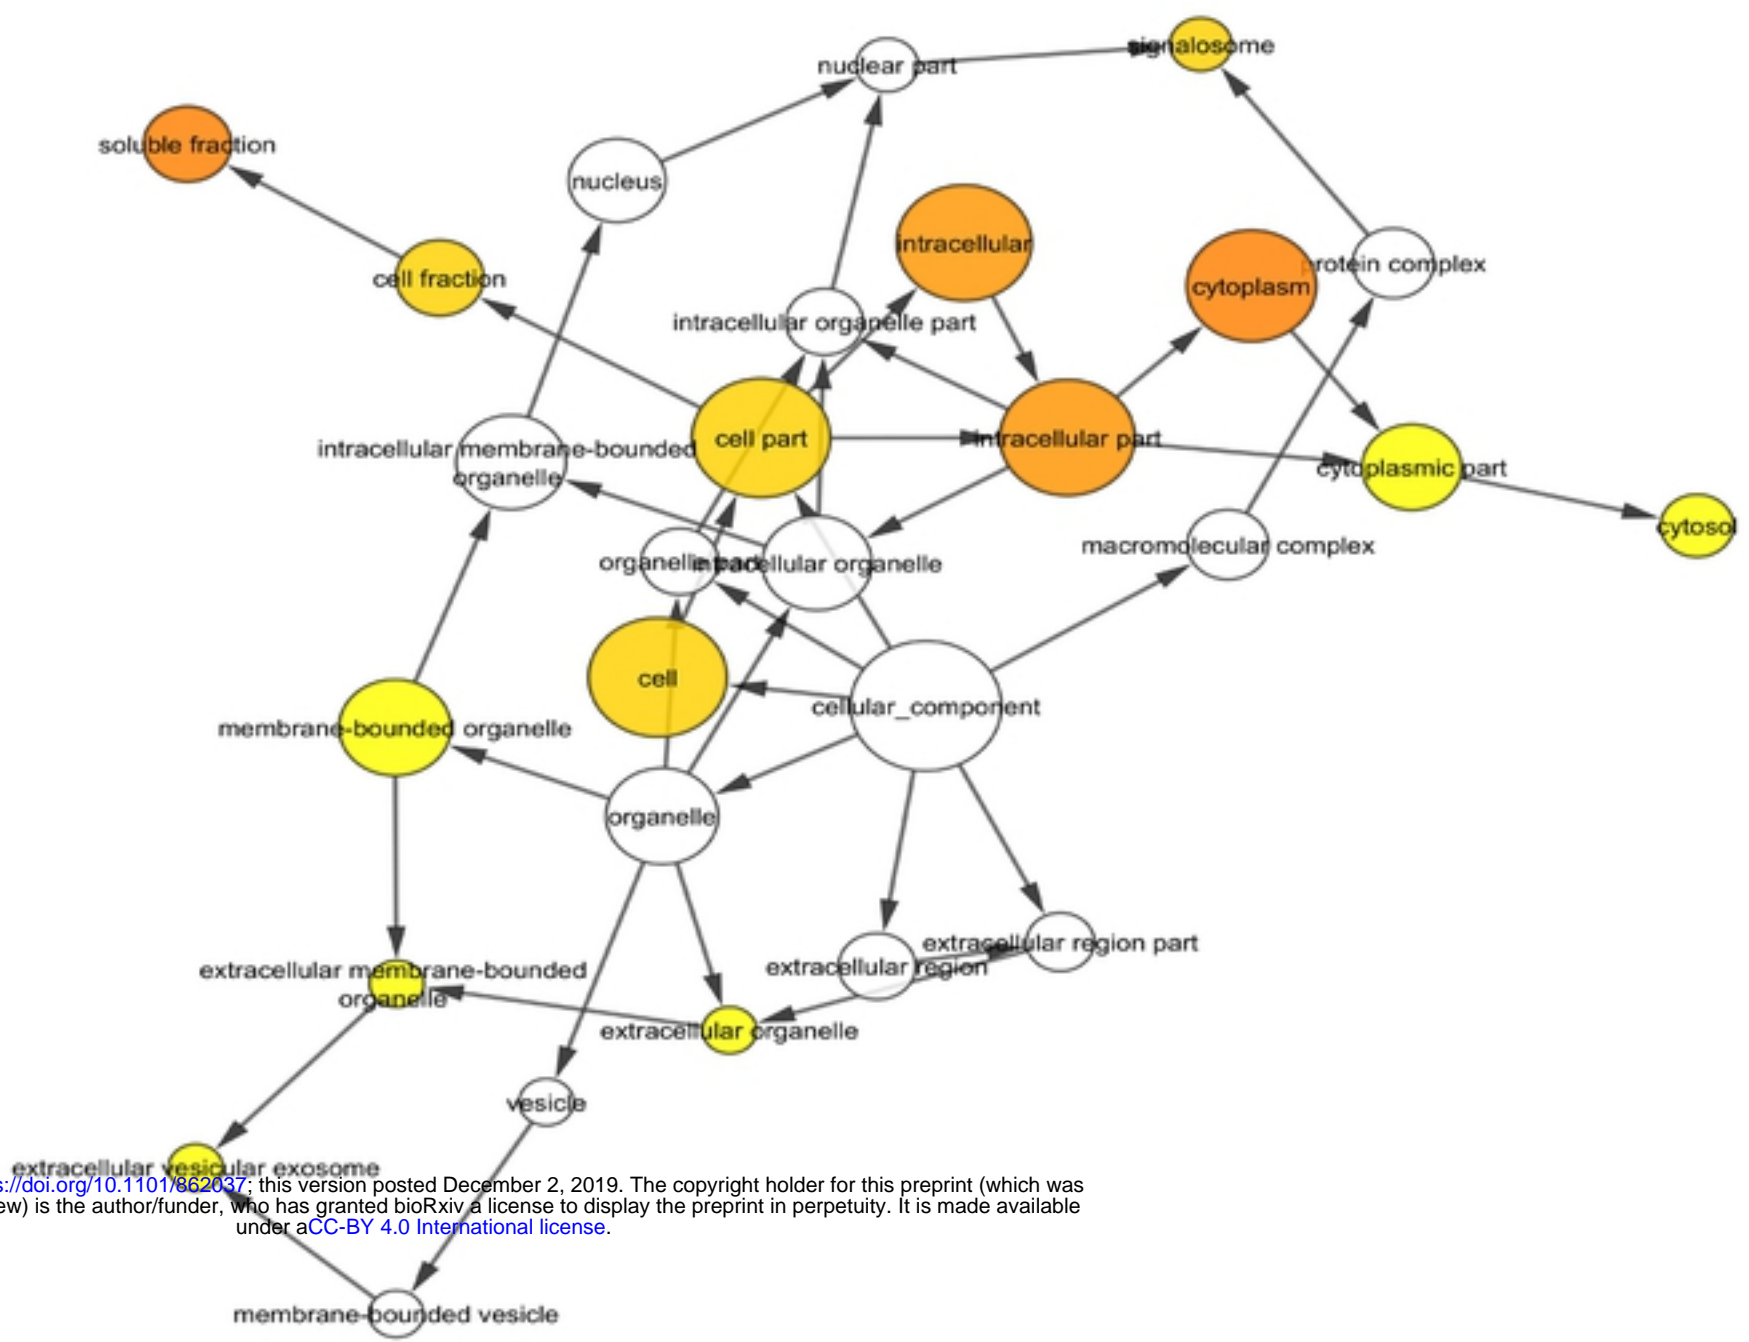 signalosome
nuclear part
soluble fraction
nucleus
intracellular
protein complex
cell fraction
cytoplasm
intracellular organelle part
cell part
intracellular part
intracellular membrane-bounded
organelle
cytoplasmic part
cytosol
macromolecular complex
organelle part
intracellular organelle
cell
cellular_component
membrane-bounded organelle
organelle
extracellular region part
extracellular region
extracellular membrane-bounded
organelle
extracellular organelle
vesicle
extracellular vesicular exosome
s://doi.org/10.1101/862037; this version posted December 2, 2019. The copyright holder for this preprint (which was
ew) is the author/funder, who has granted bioRxiv a license to display the preprint in perpetuity. It is made available
under aCC-BY 4.0 International license.
membrane-bounded vesicle